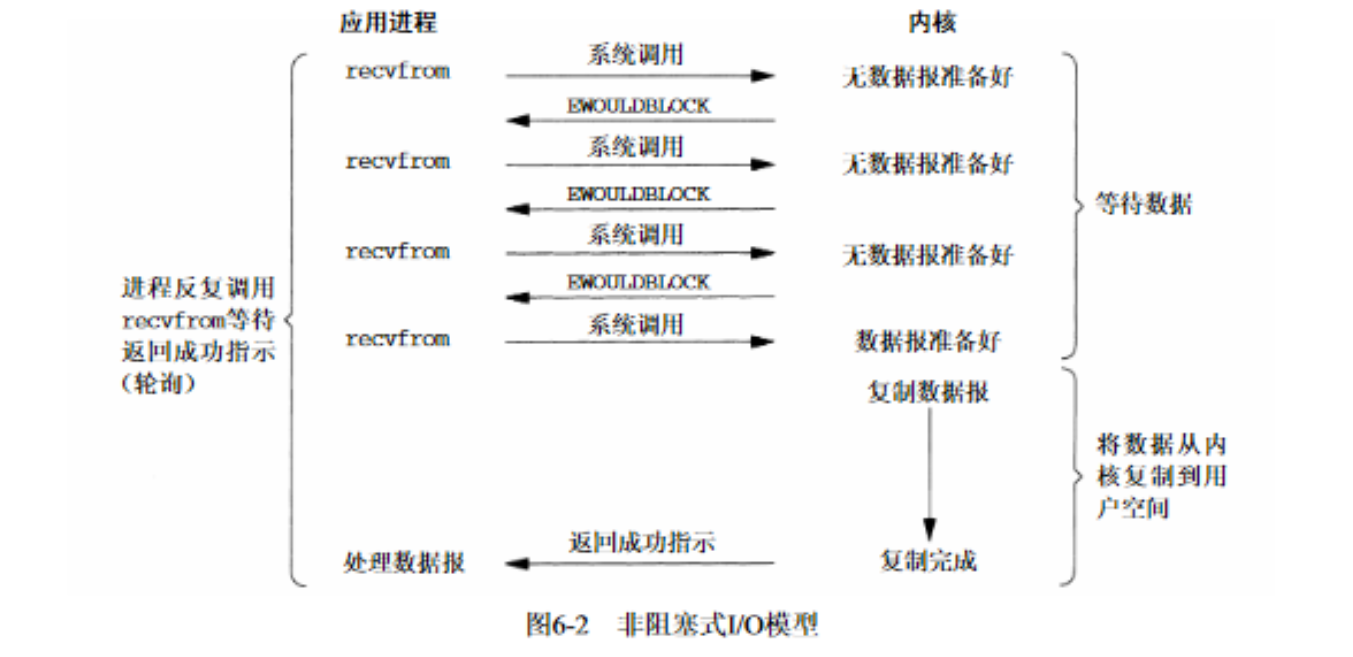 应用进程
内核
recvfrom
系统调用
无数据报准备好
EWOULDBLOCK
recvfrom
系统调用
无数据报准备好
EWOULDBLOCK
recvfrom
系统调用
无数据报准备好
EWOULDBLOCK
recvfrom
系统调用
数据报准备好
等待数据
进程反复调用
recvfrom等待
返回成功指示
（轮询）
复制数据报
将数据从内
核复制到用
户空间
处理数据报
返回成功指示
复制完成
图6-2 非阻塞式I/O模型